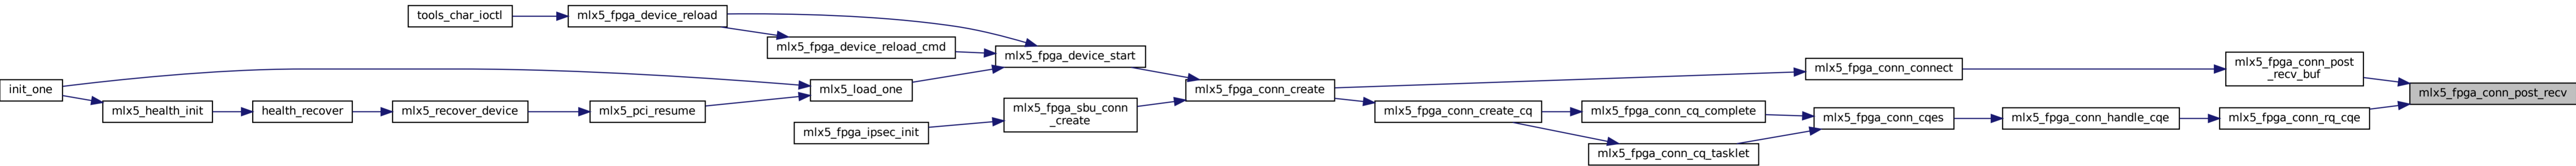 tools_char_ioctl
mlx5_fpga_device_reload
mlx5_fpga_device_reload_cmd
mlx5_fpga_device_start
init_one
mlx5_load_one
mlx5_health_init
health_recover
mlx5_recover_device
mlx5_pci_resume
mlx5_fpga_ipsec_init
mlx5_fpga_sbu_conn
_create
mlx5_fpga_conn_create
mlx5_fpga_conn_connect
mlx5_fpga_conn_create_cq
mlx5_fpga_conn_cq_complete
mlx5_fpga_conn_cq_tasklet
mlx5_fpga_conn_cqes
mlx5_fpga_conn_handle_cqe
mlx5_fpga_conn_post
_recv_buf
mlx5_fpga_conn_rq_cqe
mlx5_fpga_conn_post_recv